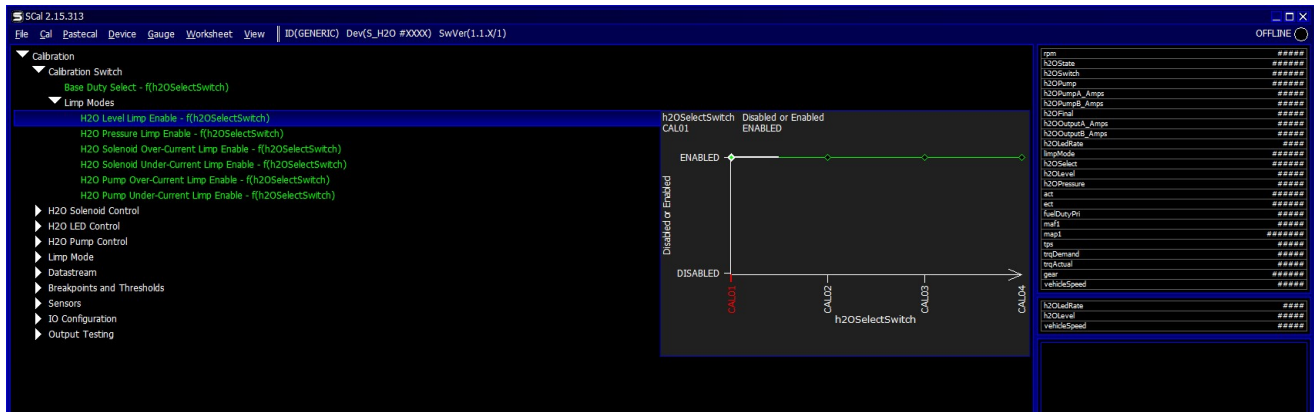 SCal 2.15.313
File Cal Pastecal Device Gauge Worksheet View ID(GENERIC) Dev(S_H2O #XXXX) SwVer(1.1.X/1) OFFLINE
Calibration
Calibration Switch
Base Duty Select - f(h2OSelectSwitch)
Limp Modes
H2O Level Limp Enable - f(h2OSelectSwitch)
H2O Pressure Limp Enable - f(h2OSelectSwitch)
H2O Solenoid Over-Current Limp Enable - f(h2OSelectSwitch)
H2O Solenoid Under-Current Limp Enable - f(h2OSelectSwitch)
H2O Pump Over-Current Limp Enable - f(h2OSelectSwitch)
H2O Pump Under-Current Limp Enable - f(h2OSelectSwitch)
H2O Solenoid Control
H2O LED Control
H2O Pump Control
Limp Mode
Datastream
Breakpoints and Thresholds
Sensors
IO Configuration
Output Testing
h2OSelectSwitch Disabled or Enabled
CAL01 ENABLED
ENABLED
Disabled or Enabled
DISABLED
CAL01 CAL02 CAL03 CAL04
h2OSelectSwitch
rpm #####
h2OState ######
h2OSwitch ######
h2OPump #####
h2OPumpA_Amps #####
h2OPumpB_Amps #####
h2OFinal #####
h2OOutputA_Amps #####
h2OOutputB_Amps #####
h2OLedRate ####
limpMode ######
h2OSelect ######
h2OLevel #####
h2OPressure #####
act ######
ect ######
fuelDutyPri #####
maf1 #####
map1 #######
tps #####
trqDemand #####
trqActual #####
gear ######
vehicleSpeed #####
h2OLedRate ####
h2OLevel #####
vehicleSpeed #####